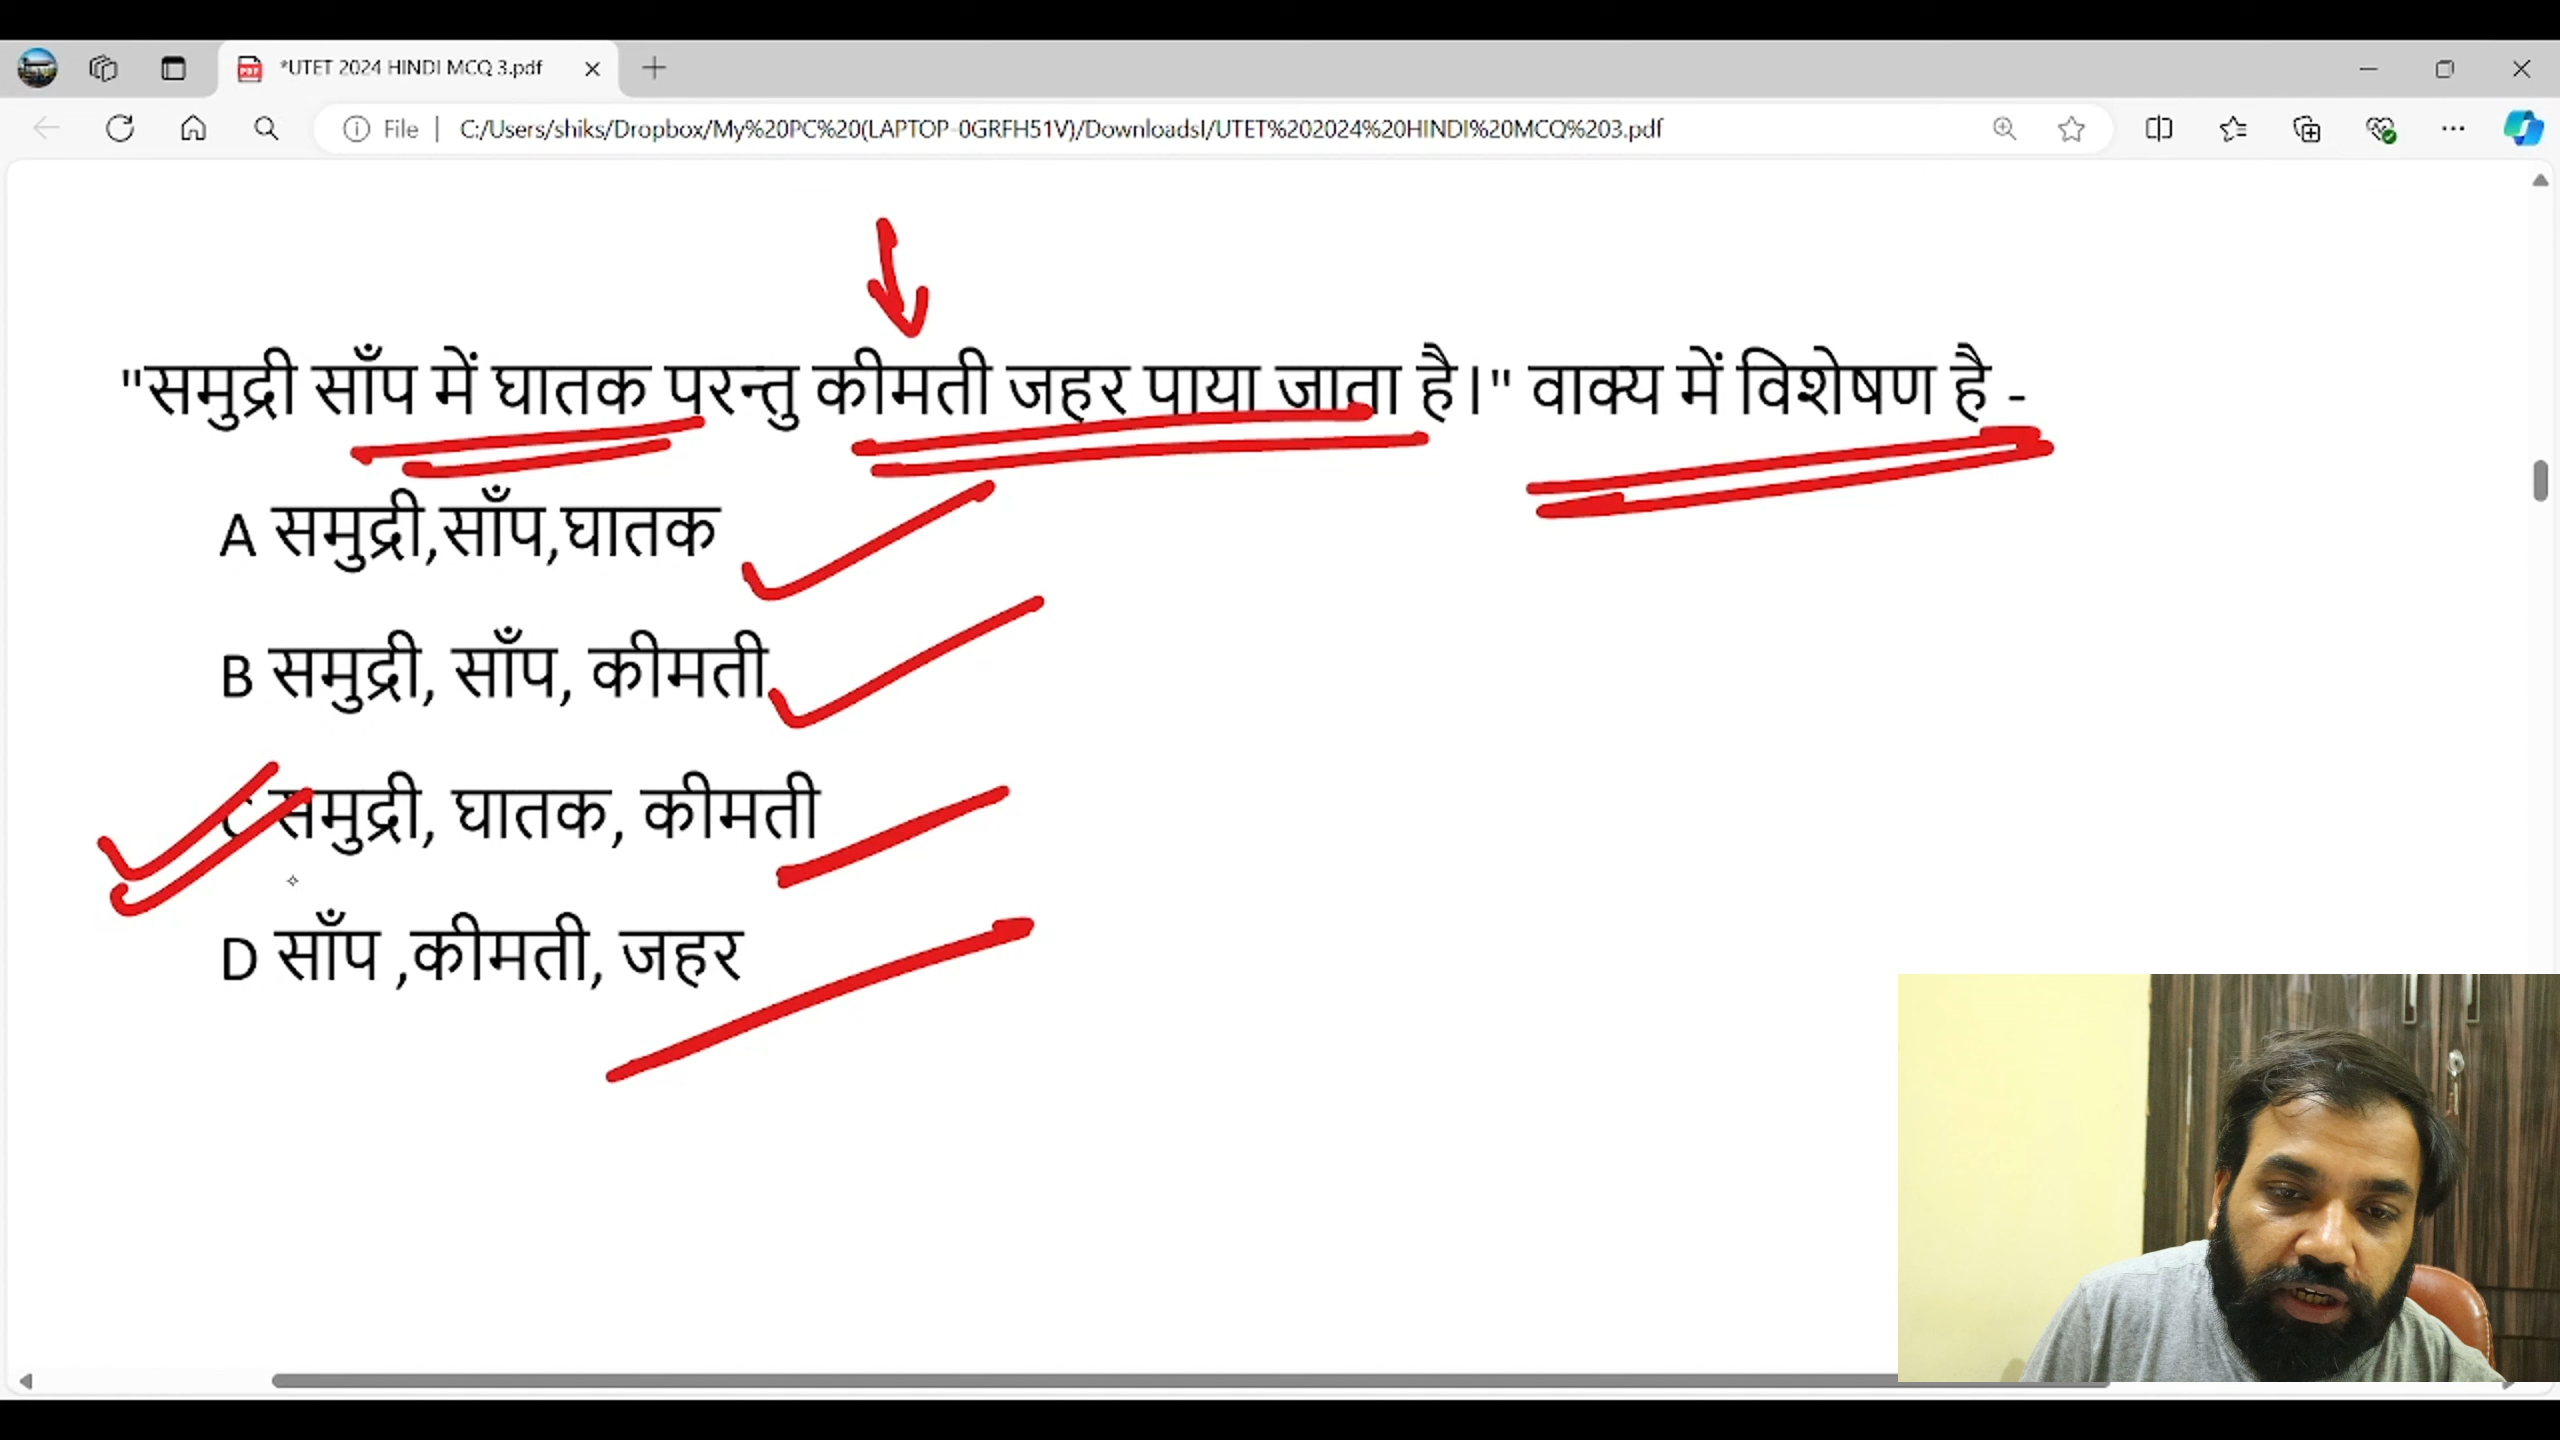 *UTET 2024 HINDI MCQ 3.pdf
File | C:/Users/shiks/Dropbox/My%20PC%20(LAPTOP-0GRFH51V)/DownloadsI/UTET%202024%20HINDI%20MCQ%203.pdf
"समुद्री साँप में घातक परन्तु कीमती जहर पाया जाता है।" वाक्य में विशेषण है -
A समुद्री,साँप,घातक
B समुद्री, साँप, कीमती
C समुद्री, घातक, कीमती
D साँप ,कीमती, जहर